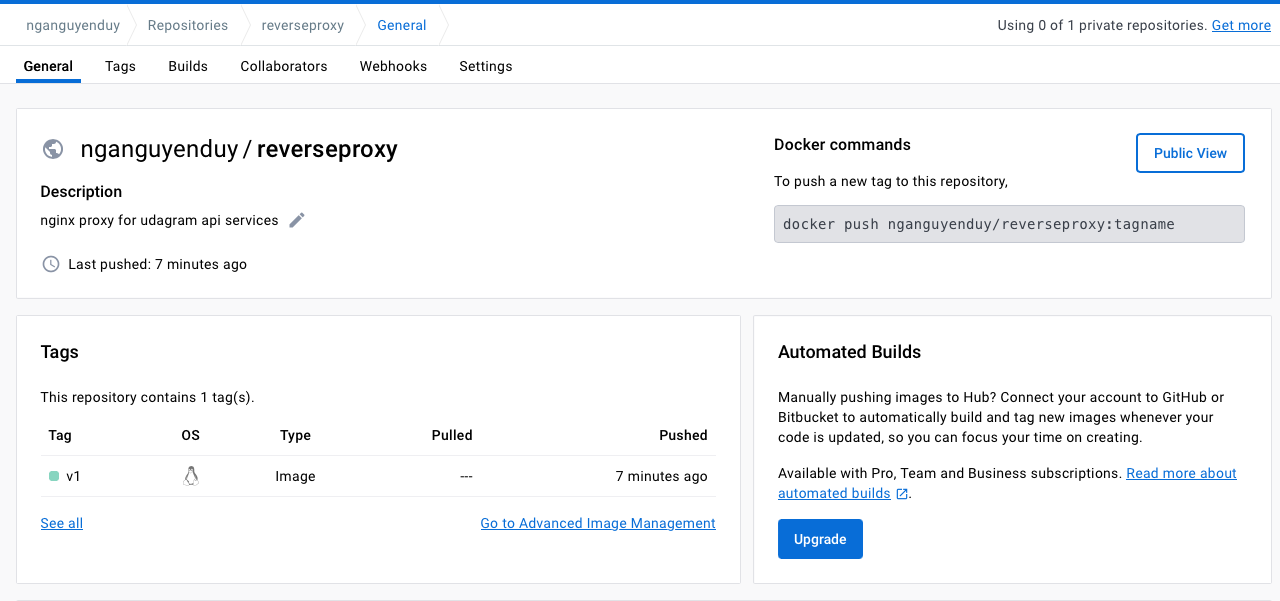 nganguyenduy Repositories reverseproxy General Using 0 of 1 private repositories. Get more
General Tags Builds Collaborators Webhooks Settings
nganguyenduy / reverseproxy
Description
nginx proxy for udagram api services
Last pushed: 7 minutes ago
Docker commands
Public View
To push a new tag to this repository,
docker push nganguyenduy/reverseproxy:tagname
Tags
This repository contains 1 tag(s).
Tag OS Type Pulled Pushed
v1 Image --- 7 minutes ago
See all Go to Advanced Image Management
Automated Builds
Manually pushing images to Hub? Connect your account to GitHub or
Bitbucket to automatically build and tag new images whenever your
code is updated, so you can focus your time on creating.
Available with Pro, Team and Business subscriptions. Read more about
automated builds .
Upgrade